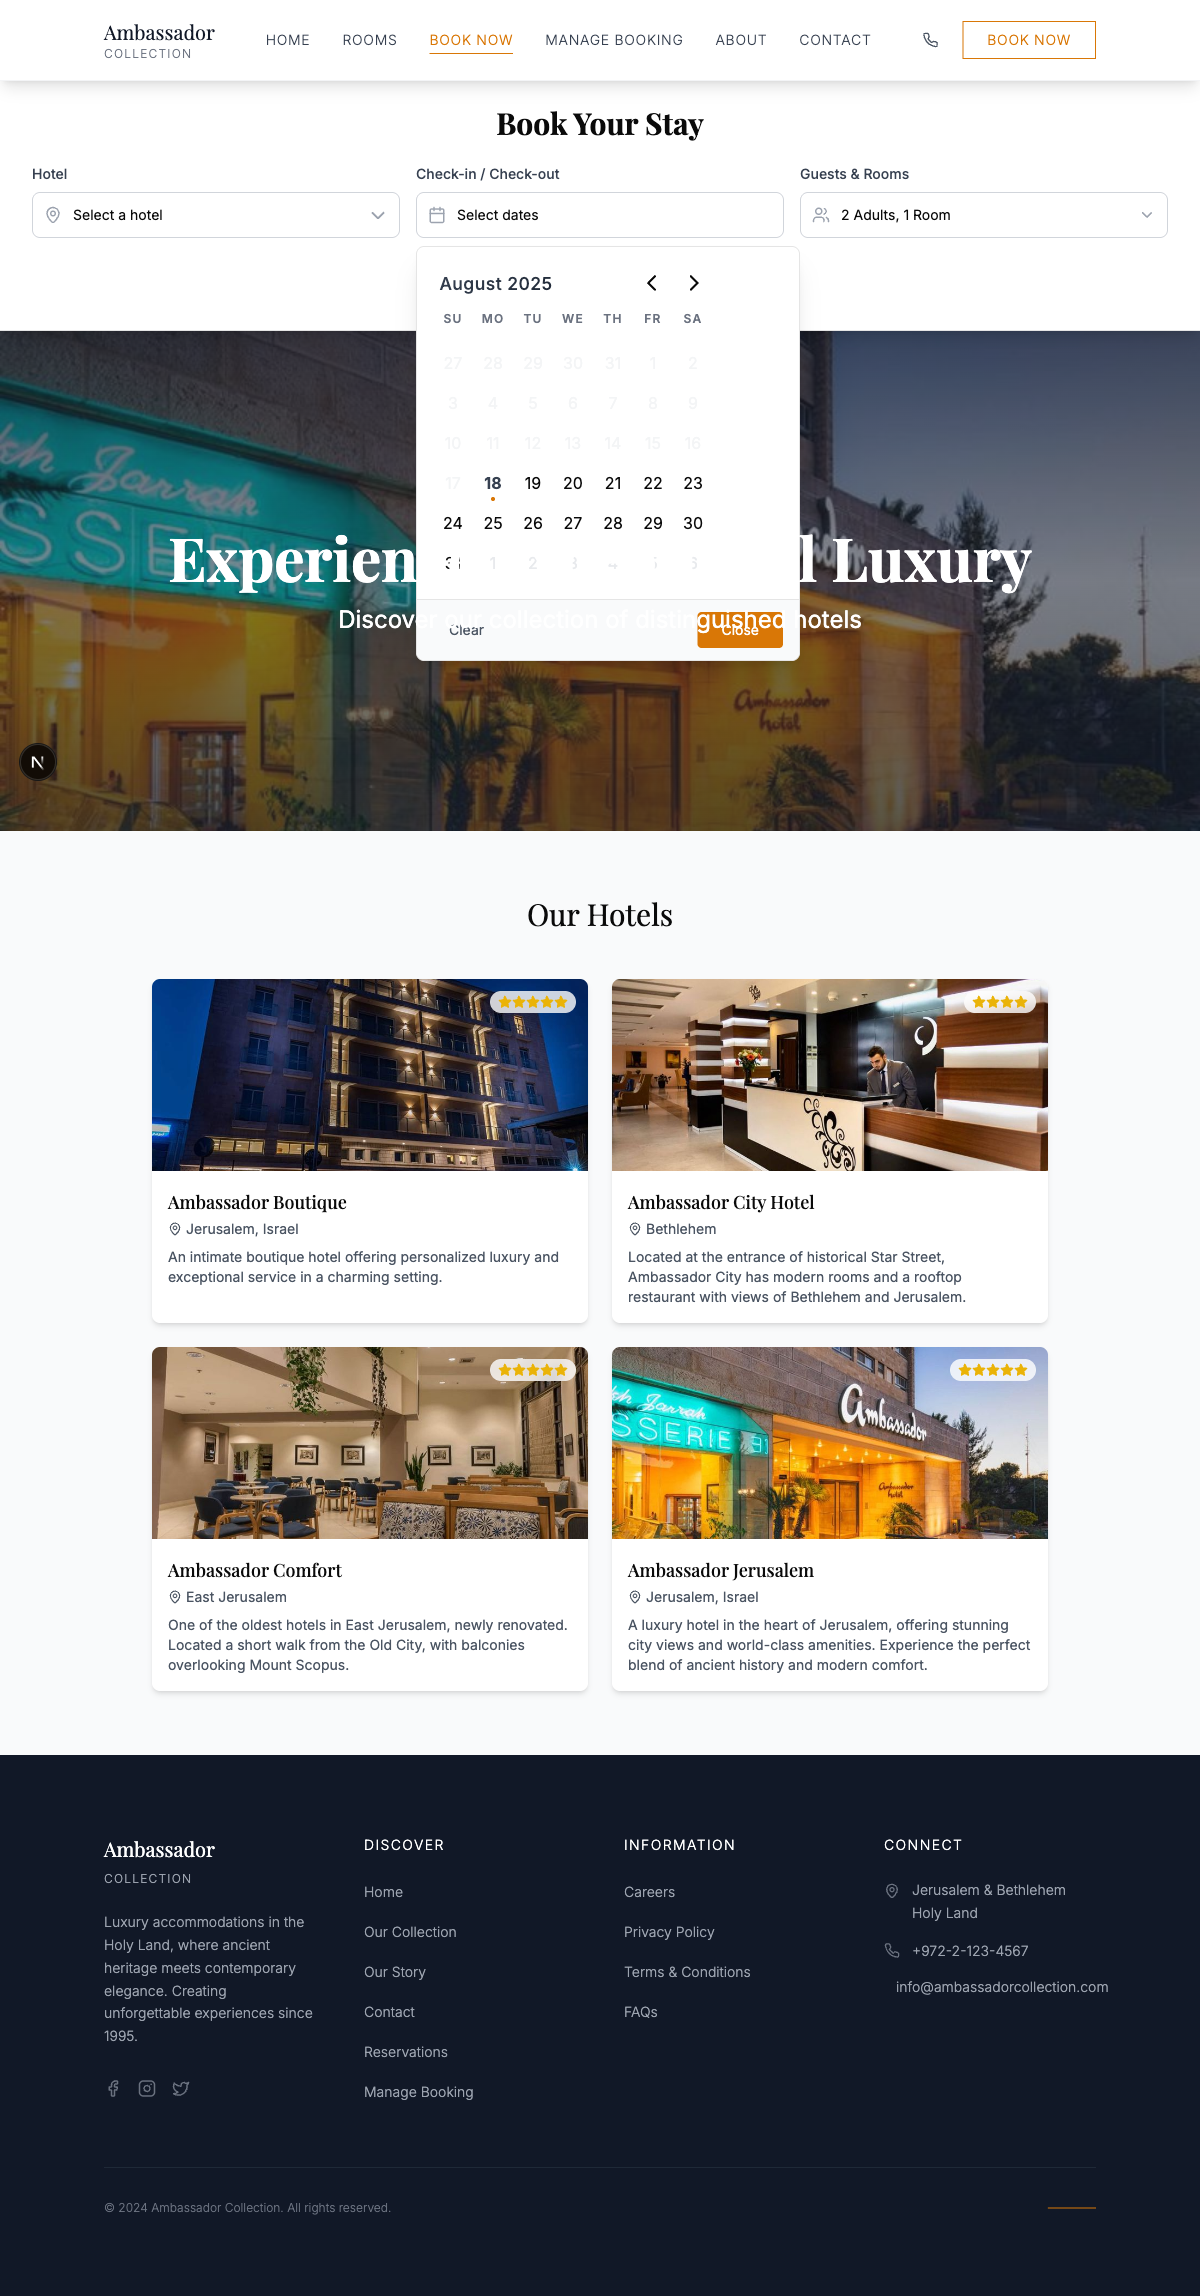 Ambassador
COLLECTION
HOME
ROOMS
BOOK NOW
MANAGE BOOKING
ABOUT
CONTACT
BOOK NOW
Book Your Stay
Hotel
Check-in / Check-out
Guests & Rooms
Select a hotel
Select dates
2 Adults, 1 Room
August 2025
SU MO TU WE TH FR SA
27 28 29 30 31 1 2
3 4 5 6 7 8 9
10 11 12 13 14 15 16
17 18 19 20 21 22 23
24 25 26 27 28 29 30
31 1 2 3 4 5 6
Luxury
Discover our collection of distinguished hotels
Clear
Close
Ambassador
hotel
N
Our Hotels
Ambassador Boutique
Jerusalem, Israel
An intimate boutique hotel offering personalized luxury and
exceptional service in a charming setting.
Ambassador City Hotel
Bethlehem
Located at the entrance of historical Star Street,
Ambassador City has modern rooms and a rooftop
restaurant with views of Bethlehem and Jerusalem.
Jarrah
Ambassador
Ambassador
hotel
Ambassador Comfort
East Jerusalem
One of the oldest hotels in East Jerusalem, newly renovated.
Located a short walk from the Old City, with balconies
overlooking Mount Scopus.
Ambassador Jerusalem
Jerusalem, Israel
A luxury hotel in the heart of Jerusalem, offering stunning
city views and world-class amenities. Experience the perfect
blend of ancient history and modern comfort.
Ambassador
COLLECTION
Luxury accommodations in the
Holy Land, where ancient
heritage meets contemporary
elegance. Creating
unforgettable experiences since
1995.
DISCOVER
Home
Our Collection
Our Story
Contact
Reservations
Manage Booking
INFORMATION
Careers
Privacy Policy
Terms & Conditions
FAQs
CONNECT
Jerusalem & Bethlehem
Holy Land
+972-2-123-4567
info@ambassadorcollection.com
© 2024 Ambassador Collection. All rights reserved.